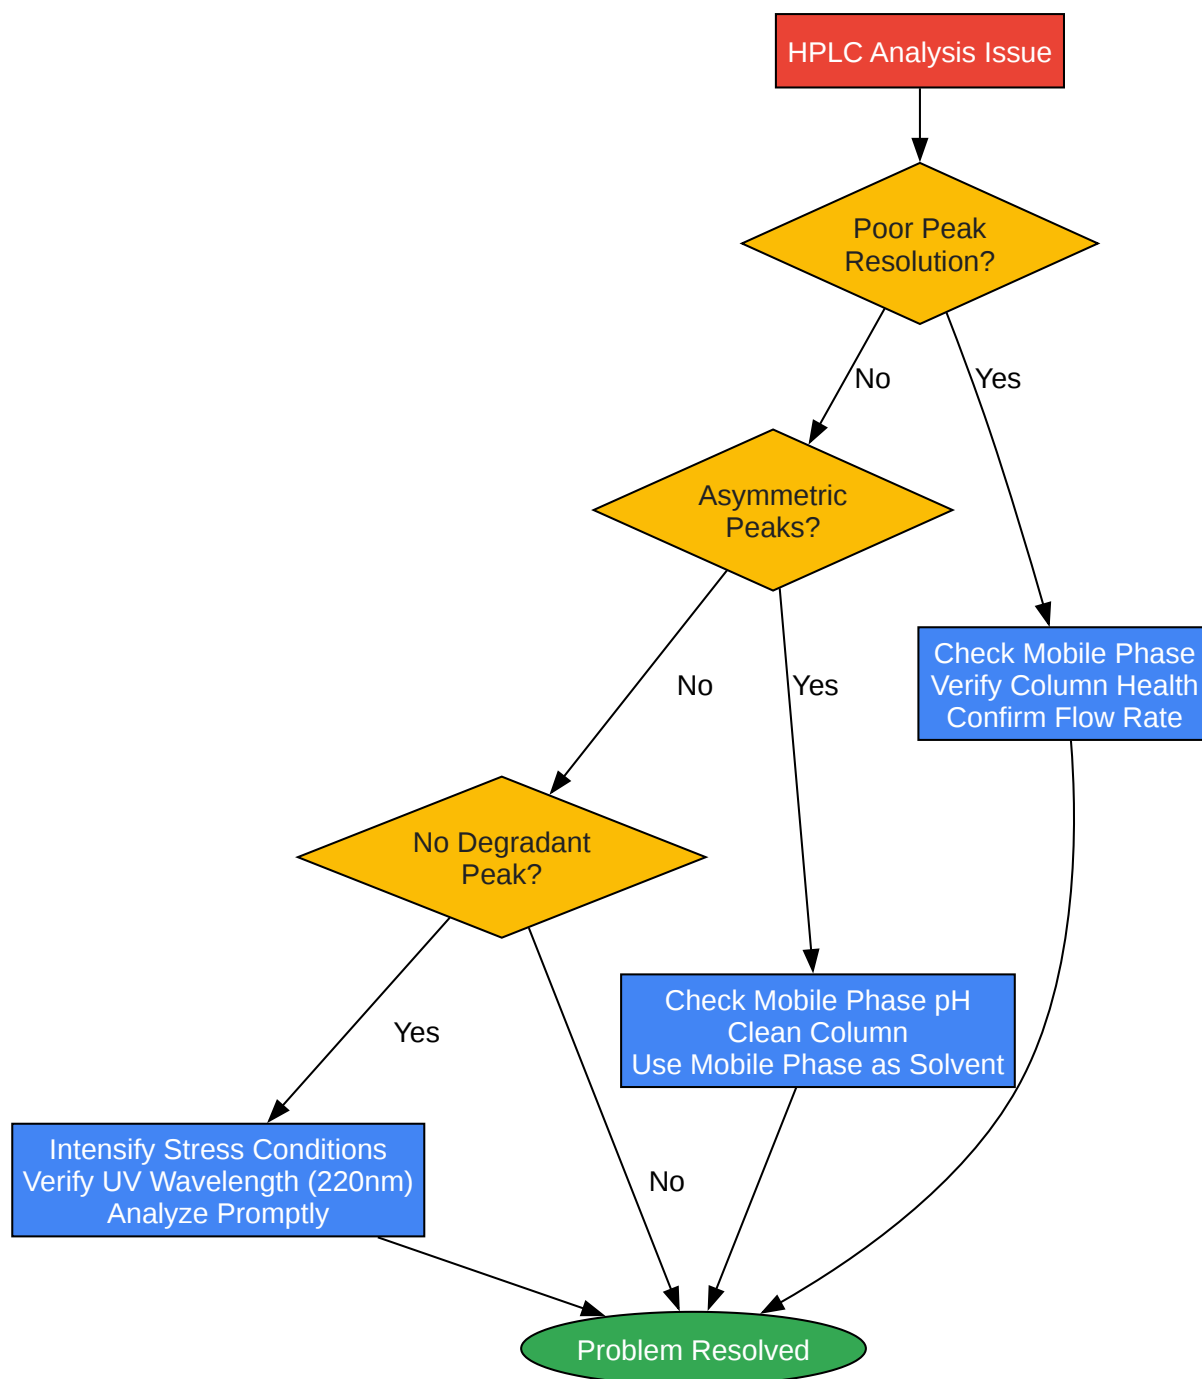 HPLC Analysis Issue
Poor Peak
Resolution?
No
Yes
Asymmetric
Peaks?
No
Yes
Check Mobile Phase
Verify Column Health
Confirm Flow Rate
No Degradant
Peak?
Yes
No
Check Mobile Phase pH
Clean Column
Use Mobile Phase as Solvent
Intensify Stress Conditions
Verify UV Wavelength (220nm)
Analyze Promptly
Problem Resolved